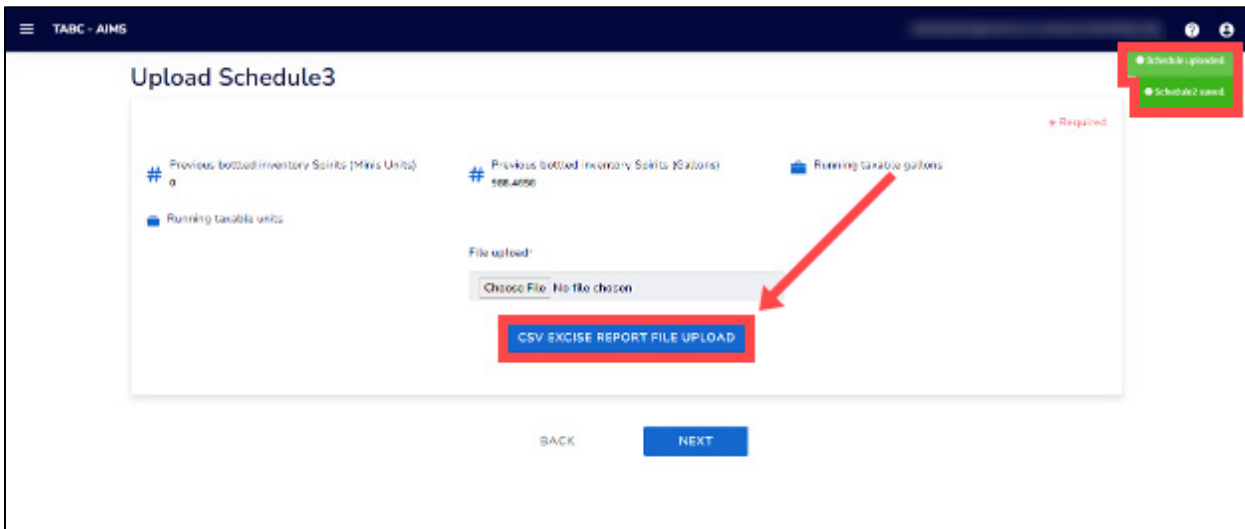 TABC - AIMS
Schedule uploaded.
Schedule2 saved.
Upload Schedule3
* Required
Previous bottled inventory Spirits (Minis Units)
0
Previous bottled inventory Spirits (Gallons)
Running taxable gallons
Running taxable units
File upload*
Choose File No file chosen
CSV EXCISE REPORT FILE UPLOAD
BACK
NEXT